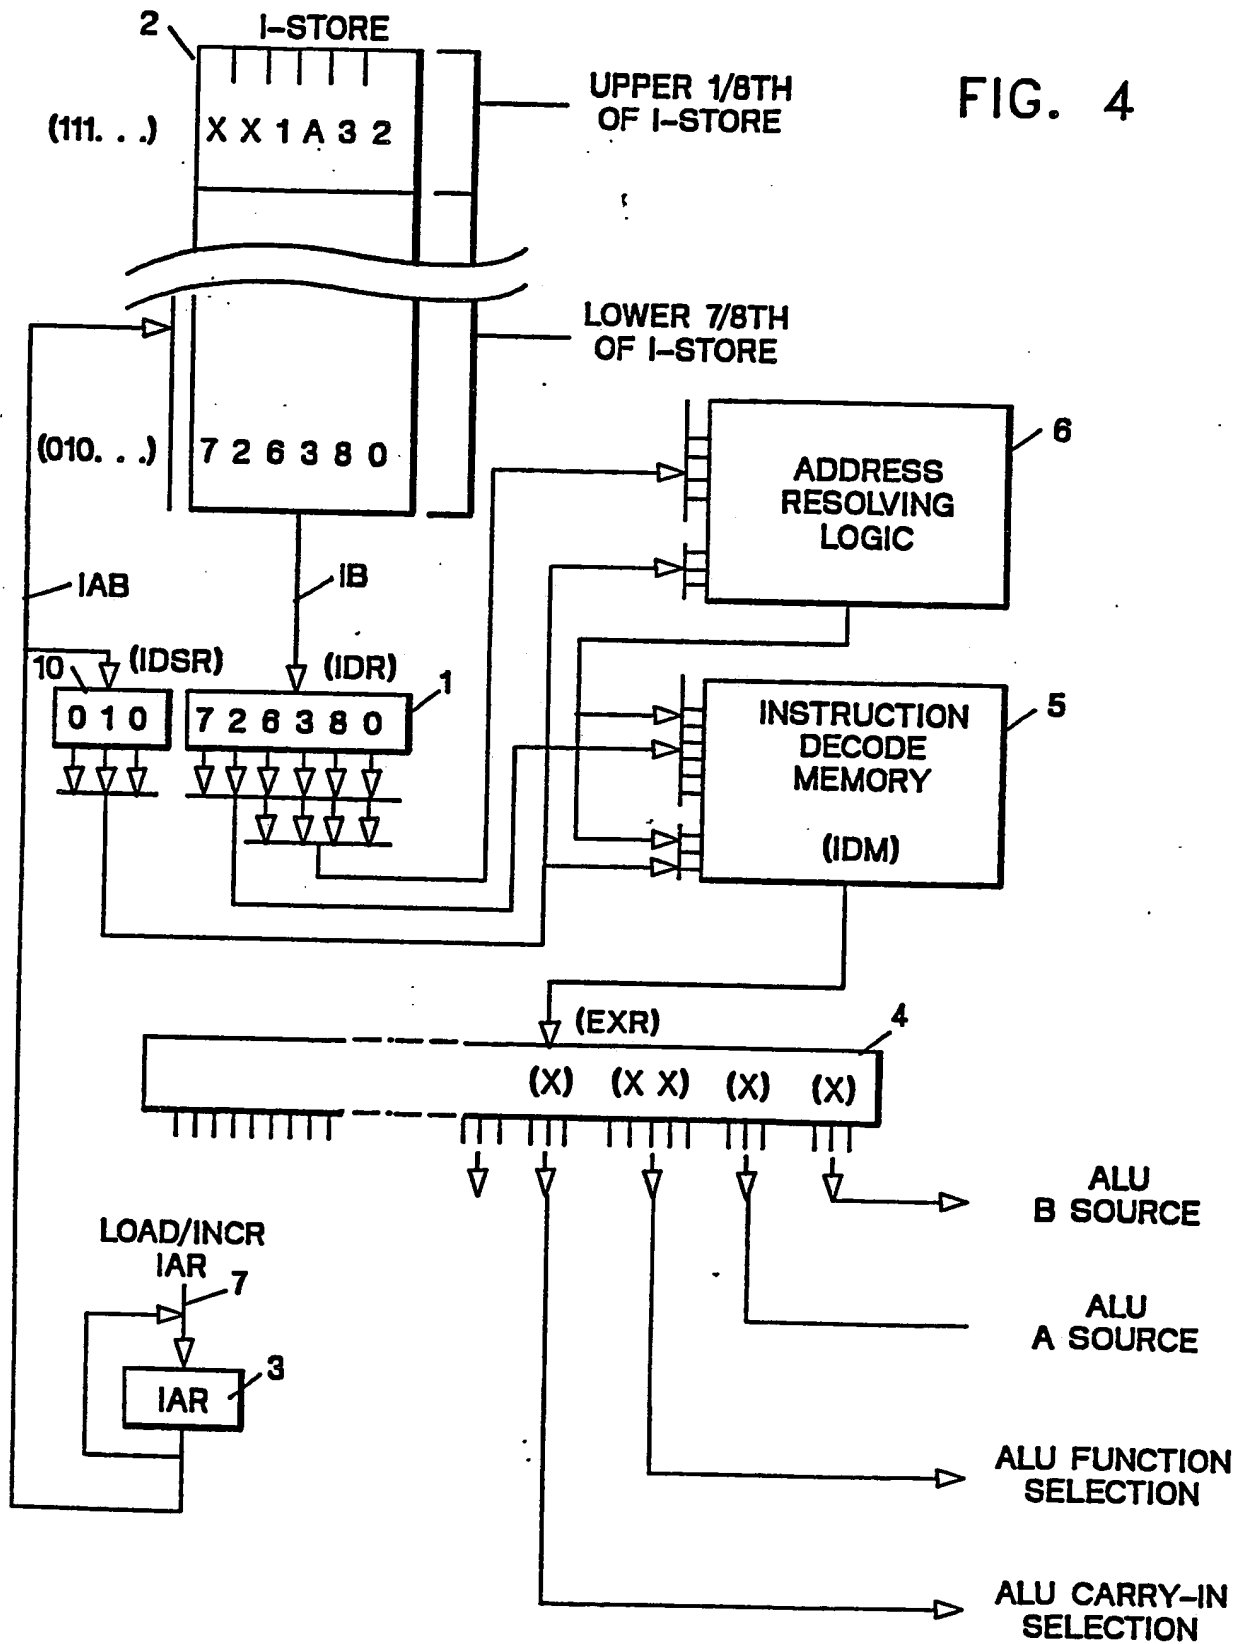 2
I-STORE
FIG. 4
UPPER 1/8TH
OF I-STORE
(111. . .)
X X 1 A 3 2
LOWER 7/8TH
OF I-STORE
(010. . .)
7 2 6 3 8 0
6
ADDRESS
RESOLVING
LOGIC
IAB
IB
10
(IDSR)
(IDR)
1
0 1 0
7 2 6 3 8 0
5
INSTRUCTION
DECODE
MEMORY
(IDM)
(EXR)
4
(X) (X X) (X) (X)
ALU
B SOURCE
LOAD/INCR
IAR
7
ALU
A SOURCE
3
IAR
ALU FUNCTION
SELECTION
ALU CARRY-IN
SELECTION